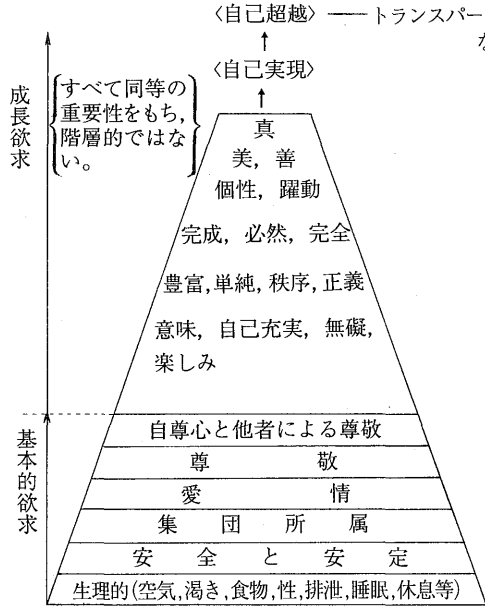 〈自己超越〉── トランスパー
な
〈自己実現〉
成長欲求
すべて同等の
重要性をもち,
階層的ではな
い。
真
美, 善
個性, 躍動
完成, 必然, 完全
豊富, 単純, 秩序, 正義
意味, 自己充実, 無礙,
楽しみ
基本的欲求
自尊心と他者による尊敬
尊敬
愛情
集団所属
安全と安定
生理的(空気, 渇き, 食物, 性, 排泄, 睡眠, 休息等)